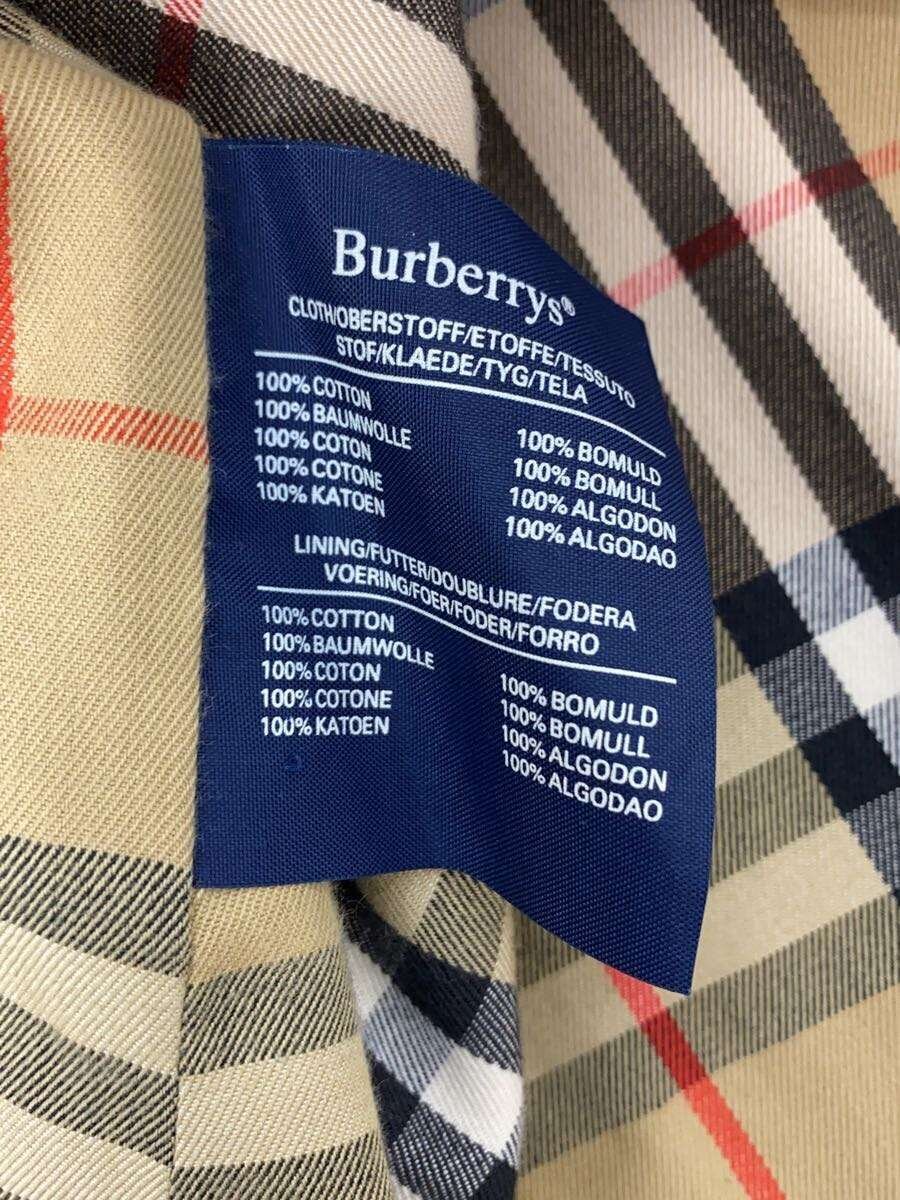 Burberrys®
CLOTH/OBERSTOFF/ETOFFE/TESSUTO
STOF/KLAEDE/TYG/TELA
100% COTTON
100% BAUMWOLLE
100% COTON
100% COTONE
100% KATOEN
100% BOMULD
100% BOMULL
100% ALGODON
100% ALGODAO
LINING/FUTTER/DOUBLURE/FODERA
VOERING/FOER/FODER/FORRO
100% COTTON
100% BAUMWOLLE
100% COTON
100% COTONE
100% KATOEN
100% BOMULD
100% BOMULL
100% ALGODON
100% ALGODAO